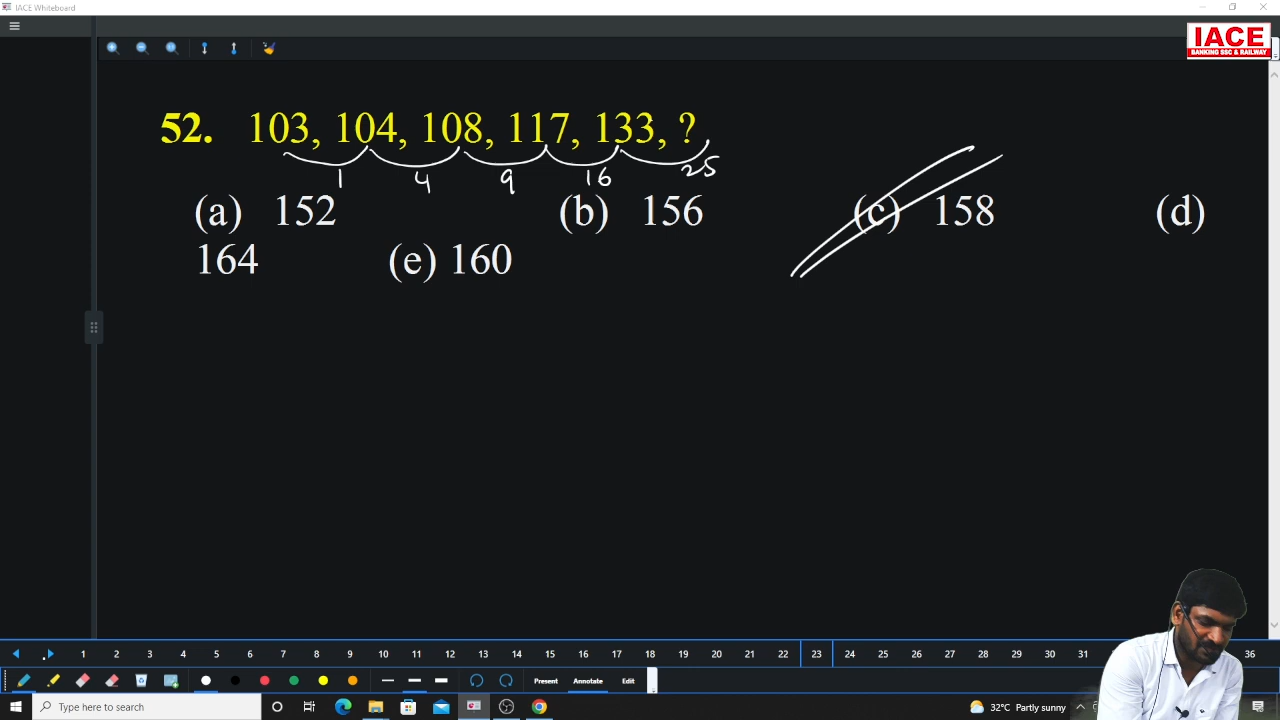 IACE Whiteboard
IACE
BANKING SSC & RAILWAY
52. 103, 104, 108, 117, 133, ?
1 4 9 16 25
(a) 152 (b) 156 (c) 158 (d)
164 (e) 160
1 2 3 4 5 6 7 8 9 10 11 12 13 14 15 16 17 18 19 20 21 22 23 24 25 26 27 28 29 30 31 36
Present Annotate Edit
Type here to search 32°C Partly sunny